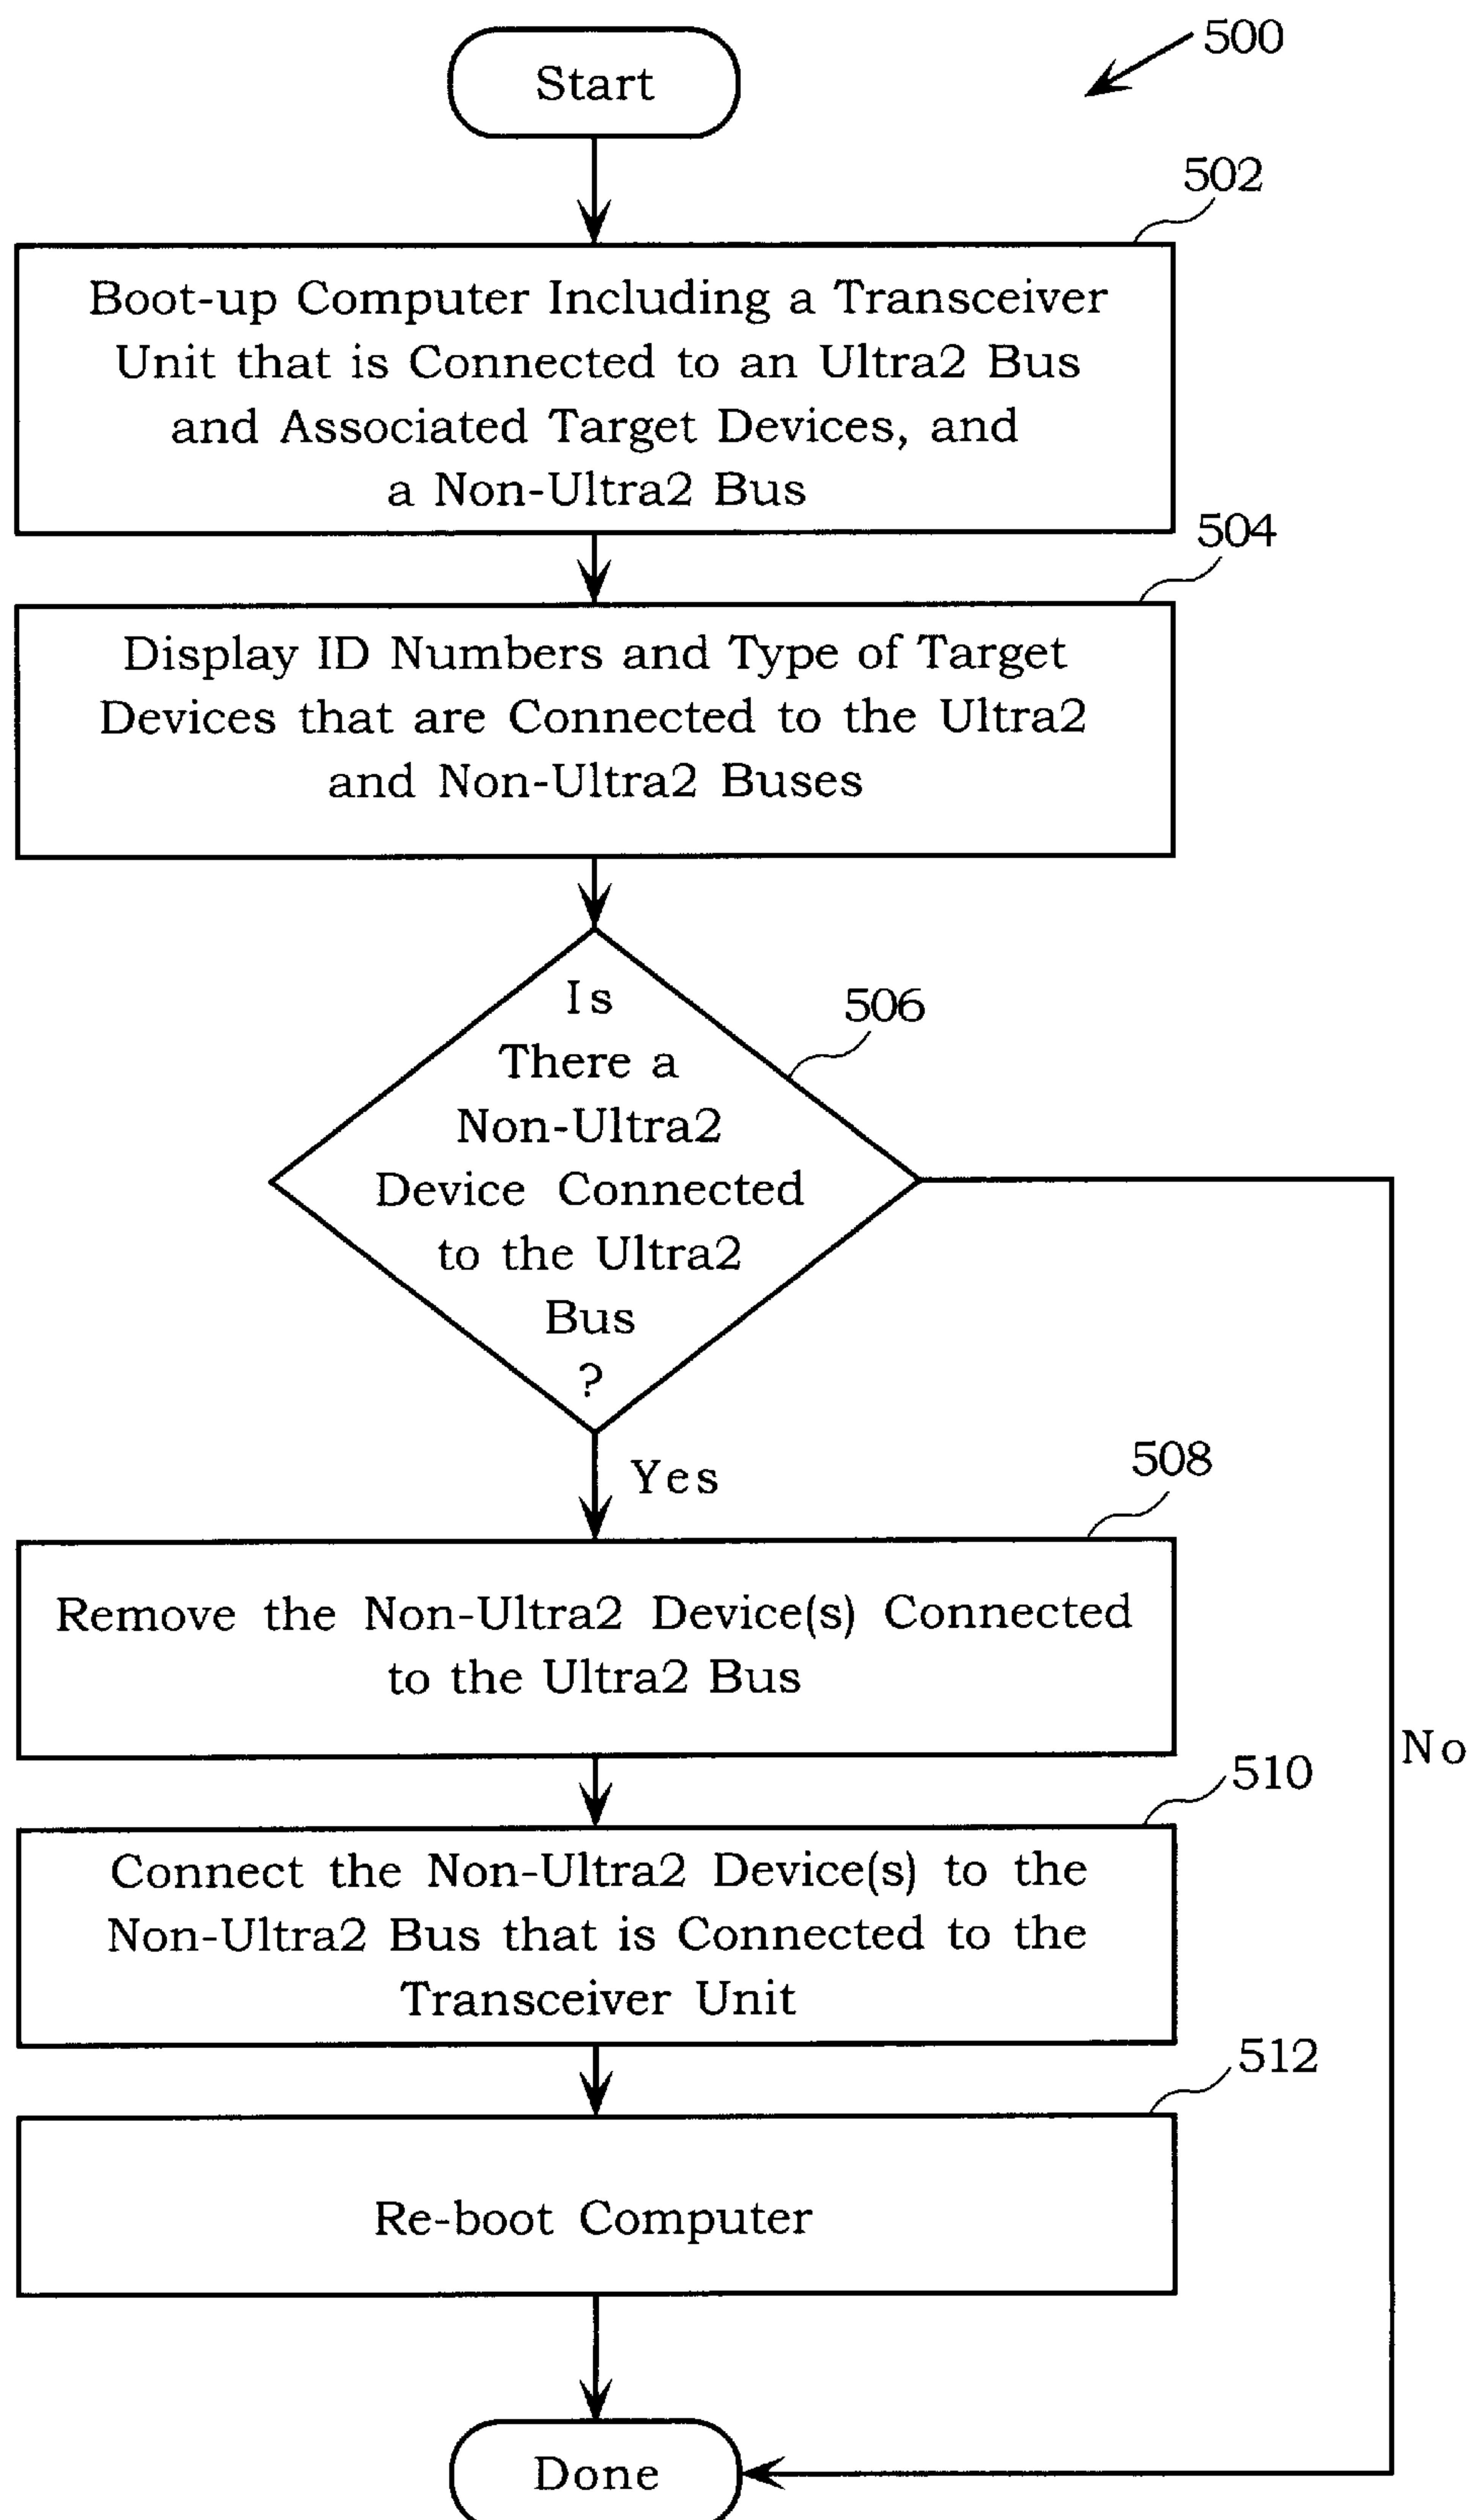 500
Start
502
Boot-up Computer Including a Transceiver
Unit that is Connected to an Ultra2 Bus
and Associated Target Devices, and
a Non-Ultra2 Bus
504
Display ID Numbers and Type of Target
Devices that are Connected to the Ultra2
and Non-Ultra2 Buses
506
Is
There a
Non-Ultra2
Device Connected
to the Ultra2
Bus
?
Yes
508
Remove the Non-Ultra2 Device(s) Connected
to the Ultra2 Bus
No
510
Connect the Non-Ultra2 Device(s) to the
Non-Ultra2 Bus that is Connected to the
Transceiver Unit
512
Re-boot Computer
Done